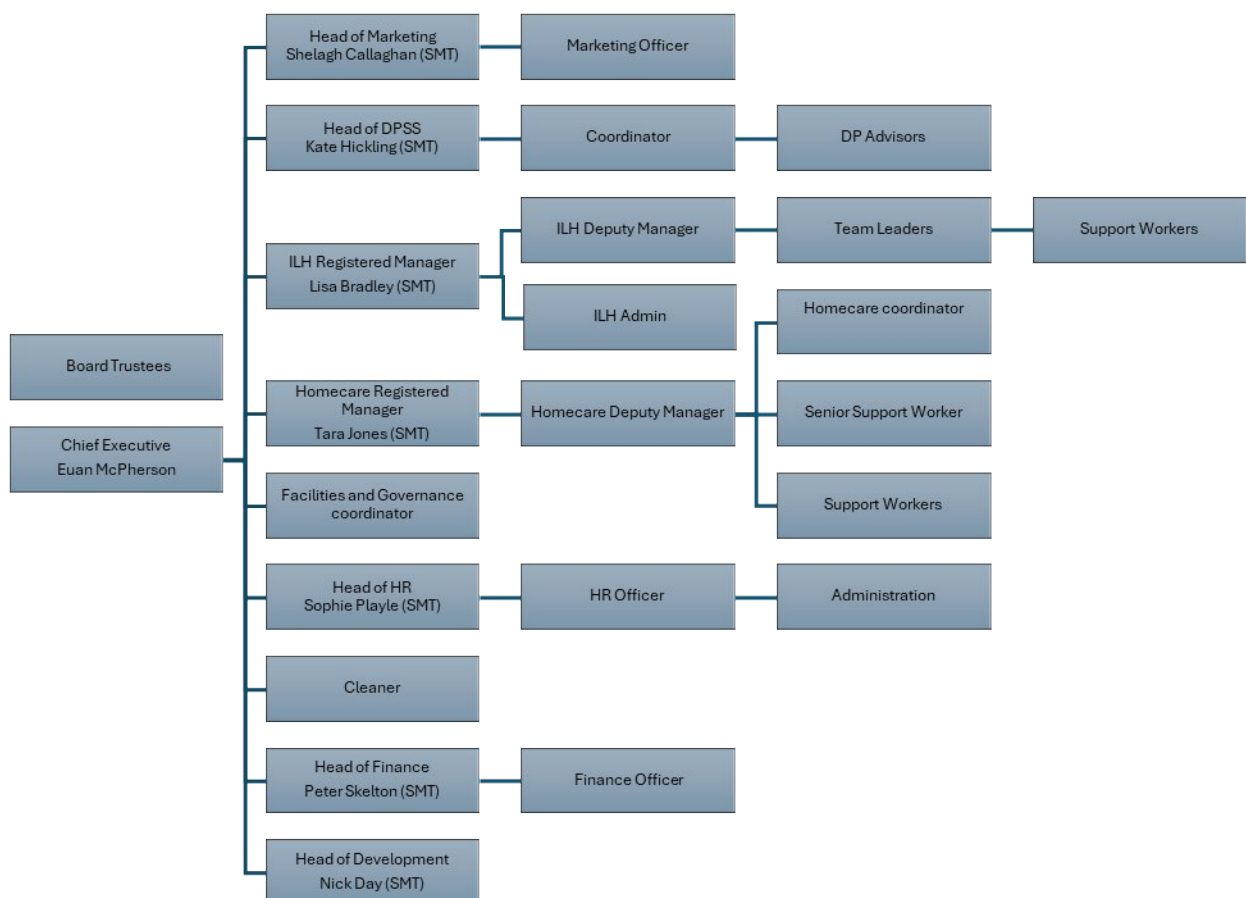 Head of Marketing
Shelagh Callaghan (SMT)
Marketing Officer
Head of DPSS
Kate Hickling (SMT)
Coordinator
DP Advisors
ILH Registered Manager
Lisa Bradley (SMT)
ILH Deputy Manager
Team Leaders
Support Workers
ILH Admin
Board Trustees
Chief Executive
Euan McPherson
Homecare Registered
Manager
Tara Jones (SMT)
Homecare Deputy Manager
Homecare coordinator
Senior Support Worker
Support Workers
Facilities and Governance
coordinator
Head of HR
Sophie Playle (SMT)
HR Officer
Administration
Cleaner
Head of Finance
Peter Skelton (SMT)
Finance Officer
Head of Development
Nick Day (SMT)